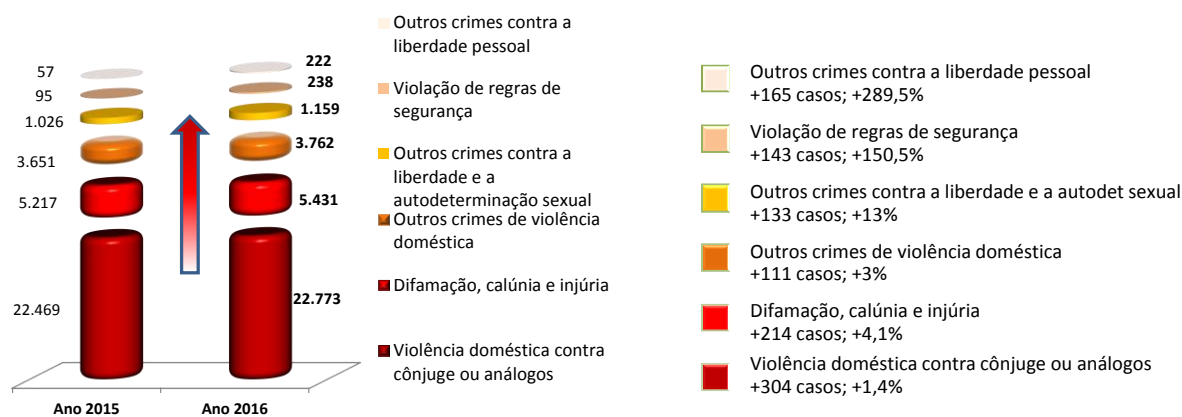 57
95
1.026
3.651
5.217
22.469
222
238
1.159
3.762
5.431
22.773
Ano 2015
Ano 2016
Outros crimes contra a
liberdade pessoal
Violação de regras de
segurança
Outros crimes contra a
liberdade e a
autodeterminação sexual
Outros crimes de violência
doméstica
Difamação, calúnia e injúria
Violência doméstica contra
cônjuge ou análogos
Outros crimes contra a liberdade pessoal
+165 casos; +289,5%
Violação de regras de segurança
+143 casos; +150,5%
Outros crimes contra a liberdade e a autodet sexual
+133 casos; +13%
Outros crimes de violência doméstica
+111 casos; +3%
Difamação, calúnia e injúria
+214 casos; +4,1%
Violência doméstica contra cônjuge ou análogos
+304 casos; +1,4%